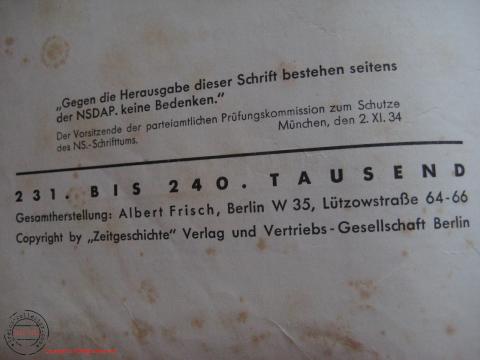 „Gegen die Herausgabe dieser Schrift bestehen seitens
der NSDAP. keine Bedenken."
Der Vorsitzende der parteiamtlichen Prüfungskommission zum Schutze
des NS.-Schrifttums. München, den 2. XI. 34
231. BIS 240. TAUSEND
Gesamtherstellung: Albert Frisch, Berlin W 35, Lützowstraße 64-66
Copyright by „Zeitgeschichte" Verlag und Vertriebs-Gesellschaft Berlin